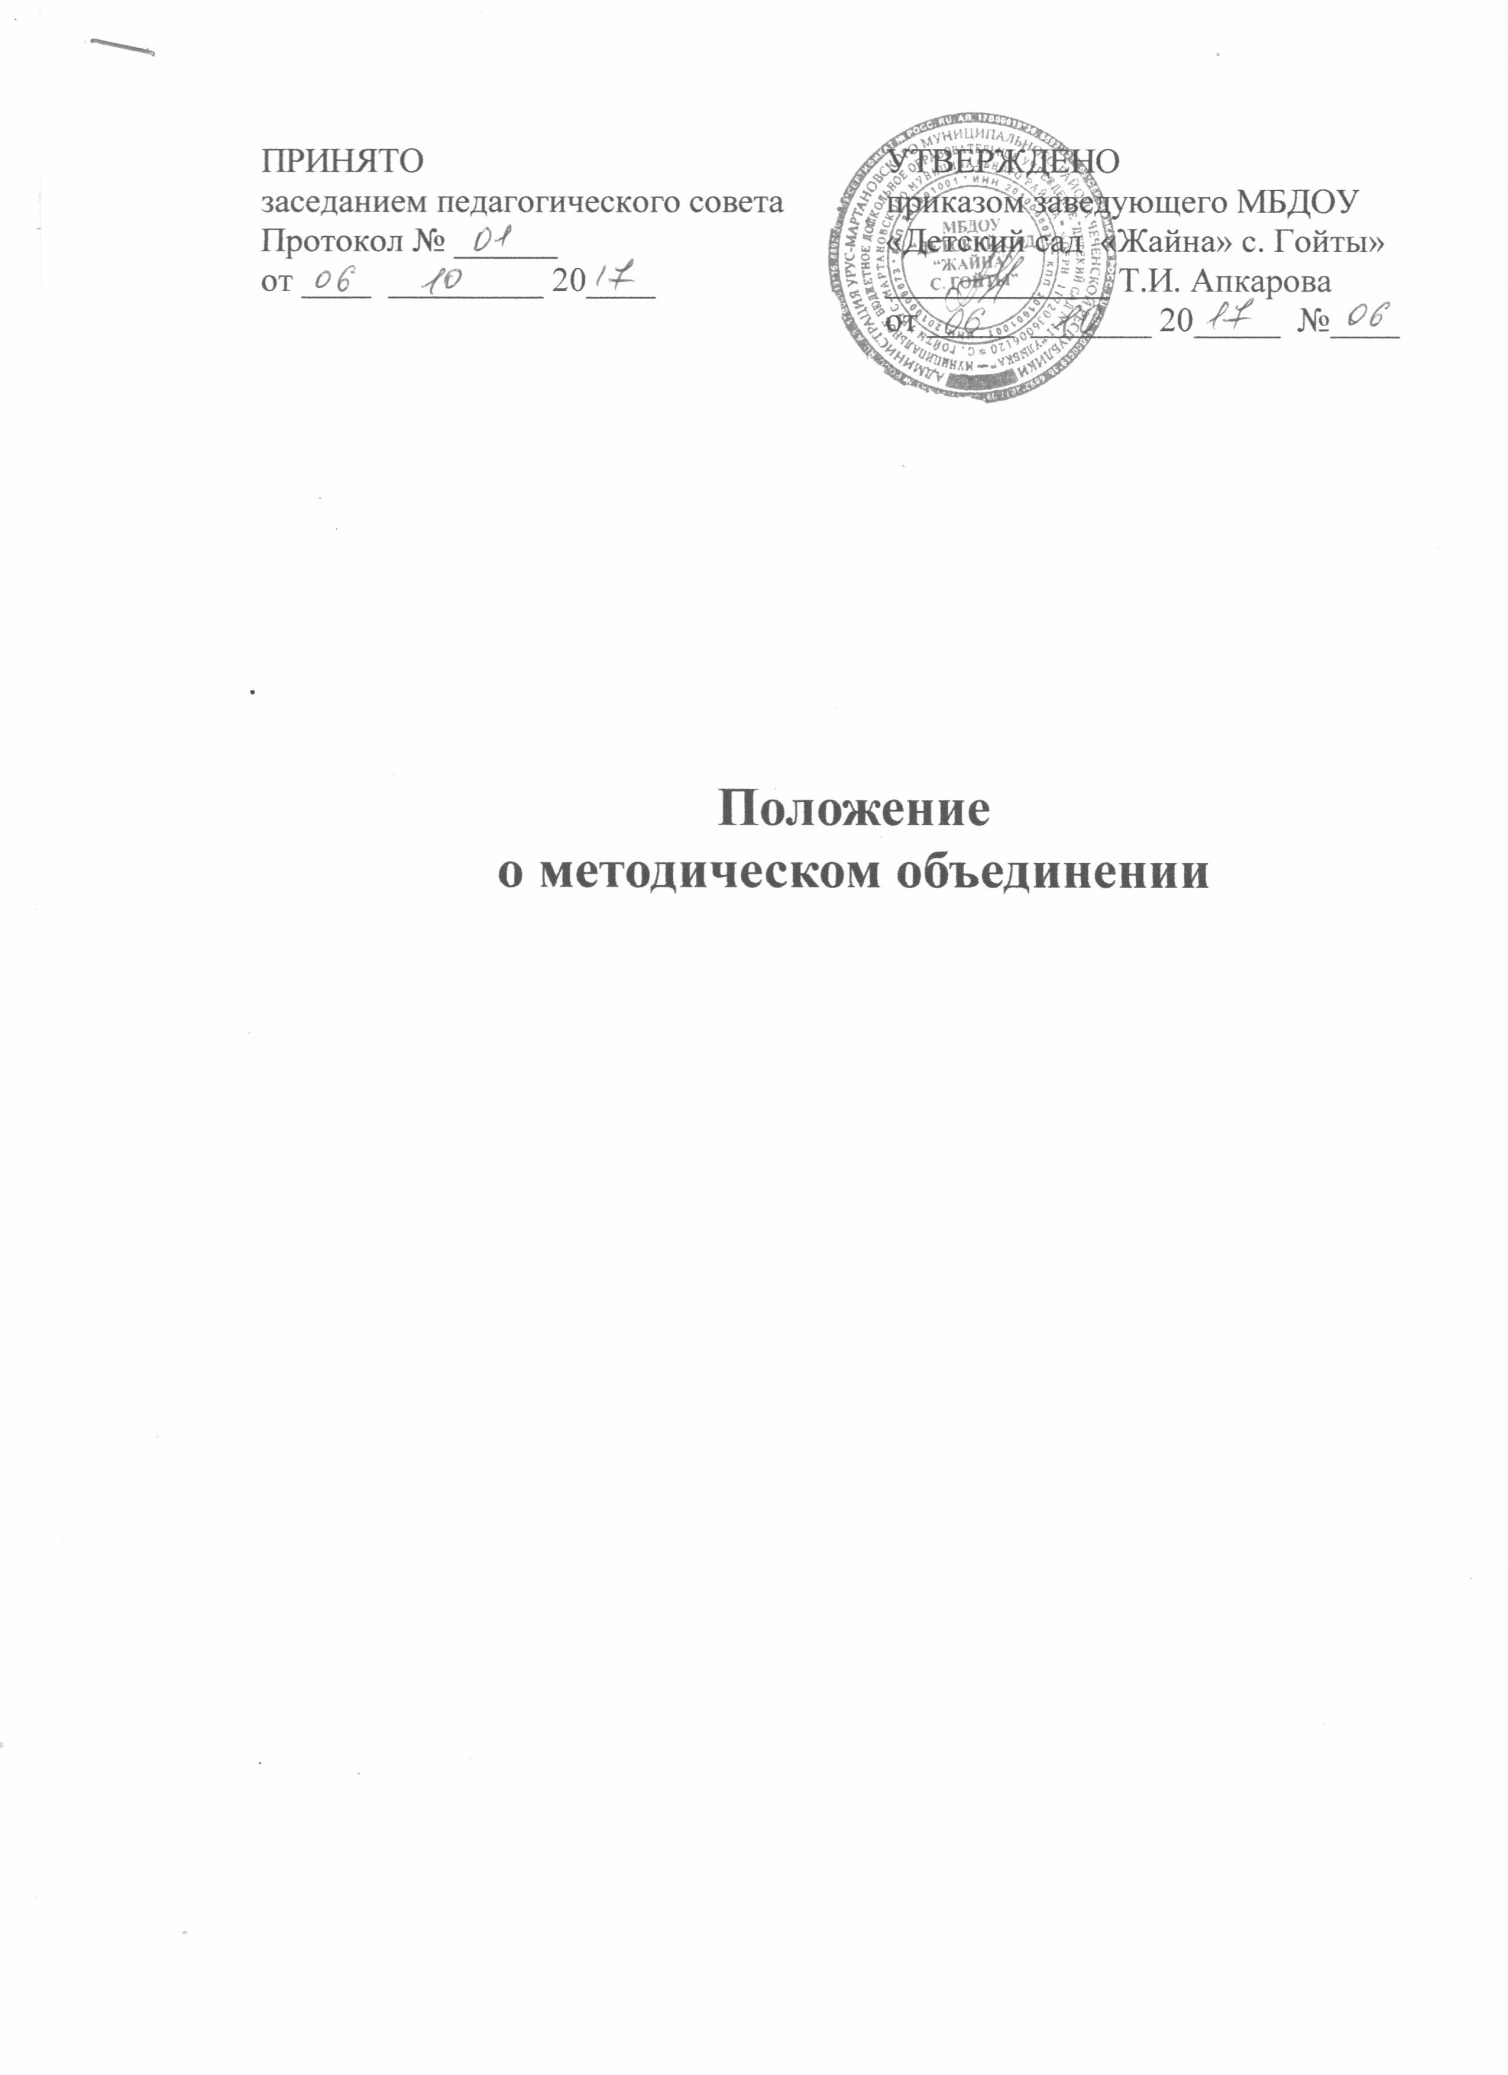 ПРИНЯТО
заседанием педагогического совета
Протокол № 01
от 06 10 2017
УТВЕРЖДЕНО
приказом заведующего МБДОУ
«Детский сад «Жайна» с. Гойты»
Т.И. Апкарова
от 06 2017 № 06
МБДОУ
"ЖАЙНА"
С. ГОЙТЫ"
Положение
о методическом объединении